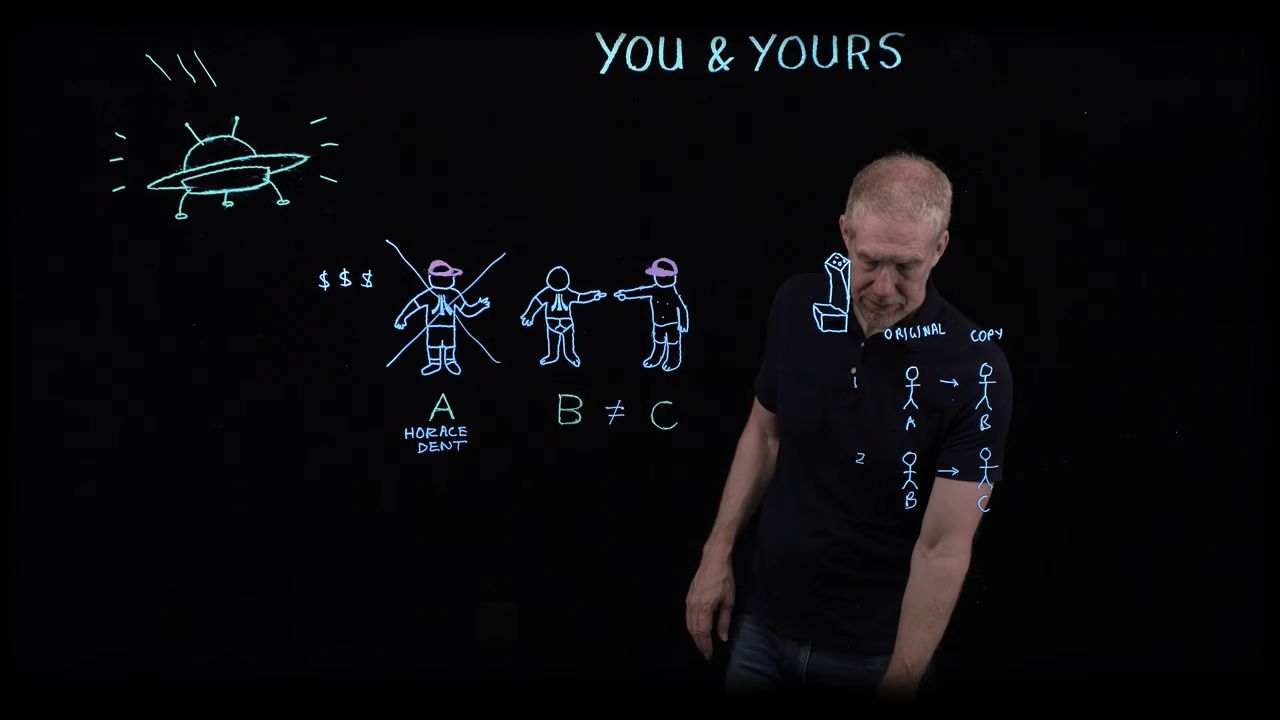 YOU & YOURS
$ $ $
ORIGINAL COPY
1
A B
A
B ≠ C
HORACE
DENT
2
B C